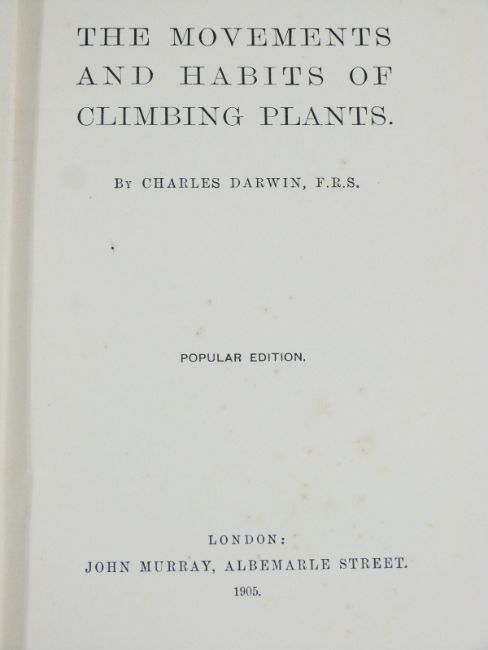 THE MOVEMENTS
AND HABITS OF
CLIMBING PLANTS.
By CHARLES DARWIN, F.R.S.
POPULAR EDITION.
LONDON:
JOHN MURRAY, ALBEMARLE STREET.
1905.